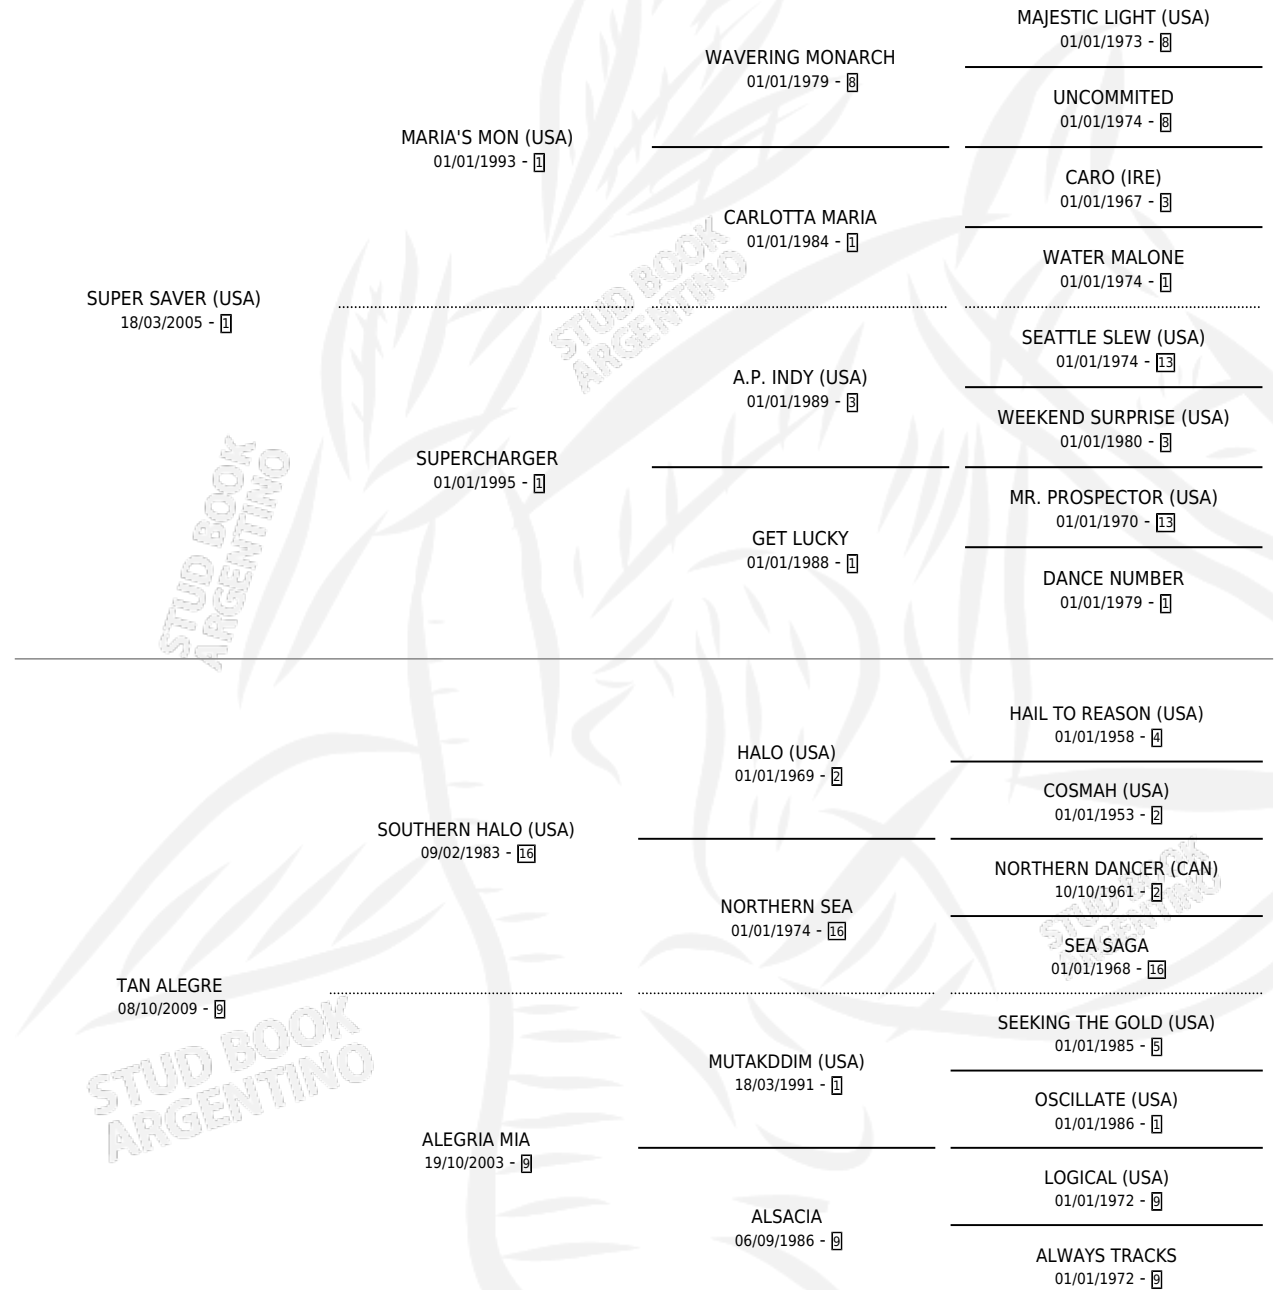 MAJESTIC LIGHT (USA)
01/01/1973 - 8
WAVERING MONARCH
01/01/1979 - 8
UNCOMMITED
01/01/1974 - 8
MARIA'S MON (USA)
01/01/1993 - 1
CARO (IRE)
01/01/1967 - 3
CARLOTTA MARIA
01/01/1984 - 1
WATER MALONE
01/01/1974 - 1
SUPER SAVER (USA)
18/03/2005 - 1
STUD BOOK
ARGENTINO
SEATTLE SLEW (USA)
01/01/1974 - 13
A.P. INDY (USA)
01/01/1989 - 3
WEEKEND SURPRISE (USA)
01/01/1980 - 3
SUPERCHARGER
01/01/1995 - 1
MR. PROSPECTOR (USA)
01/01/1970 - 13
GET LUCKY
01/01/1988 - 1
DANCE NUMBER
01/01/1979 - 1
STUD BOOK
ARGENTINO
HAIL TO REASON (USA)
01/01/1958 - 4
HALO (USA)
01/01/1969 - 2
COSMAH (USA)
01/01/1953 - 2
SOUTHERN HALO (USA)
09/02/1983 - 16
NORTHERN DANCER (CAN)
10/10/1961 - 2
NORTHERN SEA
01/01/1974 - 16
SEA SAGA
01/01/1968 - 16
STUD BOOK
ARGENTINO
TAN ALEGRE
08/10/2009 - 9
SEEKING THE GOLD (USA)
01/01/1985 - 5
MUTAKDDIM (USA)
18/03/1991 - 1
OSCILLATE (USA)
01/01/1986 - 1
STUD BOOK
ARGENTINO
ALEGRIA MIA
19/10/2003 - 9
LOGICAL (USA)
01/01/1972 - 9
ALSACIA
06/09/1986 - 9
ALWAYS TRACKS
01/01/1972 - 9